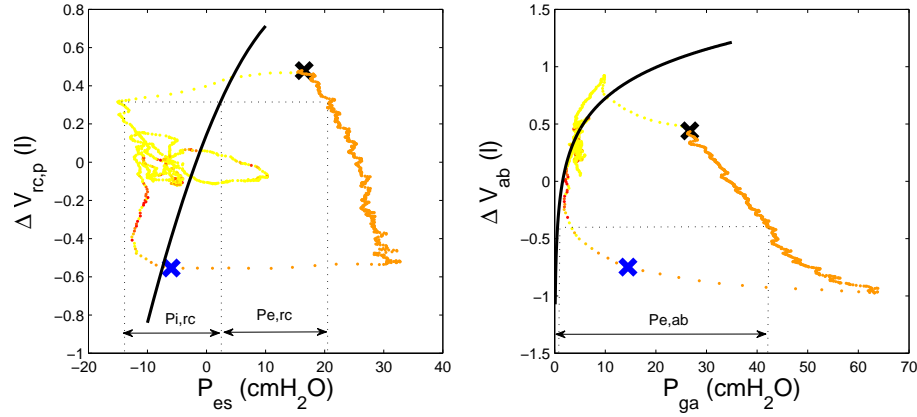 0.8
0.6
0.4
0.2
0
−0.2
−0.4
−0.6
−0.8
−1
−20 −10 0 10 20 30 40
Δ V_rc,p (l)
P_es (cmH_2O)
Pi,rc
Pe,rc
1.5
1
0.5
0
−0.5
−1
−1.5
0 10 20 30 40 50 60 70
Δ V_ab (l)
P_ga (cmH_2O)
Pe,ab